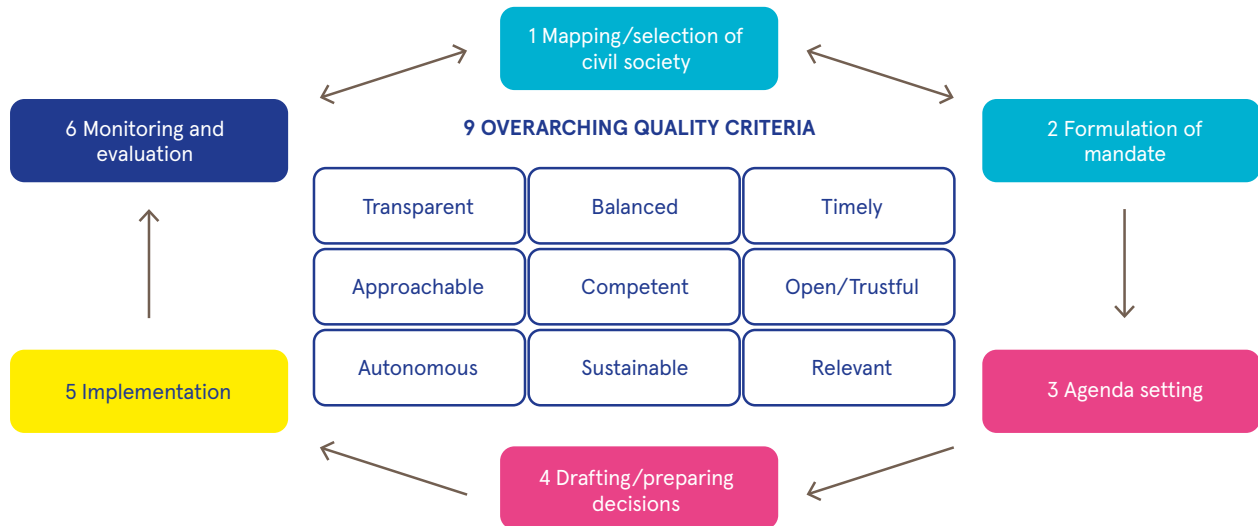 1 Mapping/selection of
civil society
6 Monitoring and
evaluation
9 OVERARCHING QUALITY CRITERIA
2 Formulation of
mandate
Transparent
Balanced
Timely
Approachable
Competent
Open/Trustful
Autonomous
Sustainable
Relevant
5 Implementation
3 Agenda setting
4 Drafting/preparing
decisions